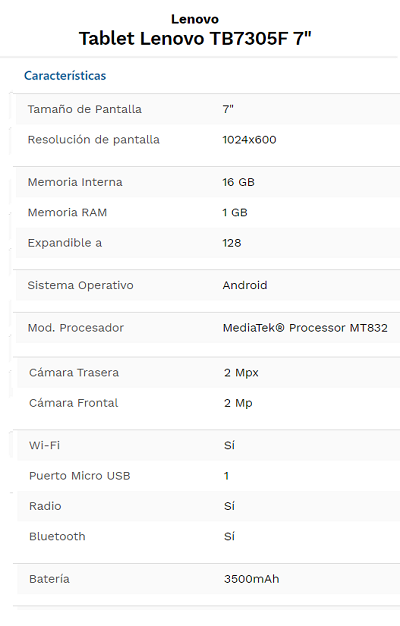 Lenovo
Tablet Lenovo TB7305F 7"
Características
Tamaño de Pantalla 7"
Resolución de pantalla 1024x600
Memoria Interna 16 GB
Memoria RAM 1 GB
Expandible a 128
Sistema Operativo Android
Mod. Procesador MediaTek® Processor MT832
Cámara Trasera 2 Mpx
Cámara Frontal 2 Mp
Wi-Fi Sí
Puerto Micro USB 1
Radio Sí
Bluetooth Sí
Batería 3500mAh